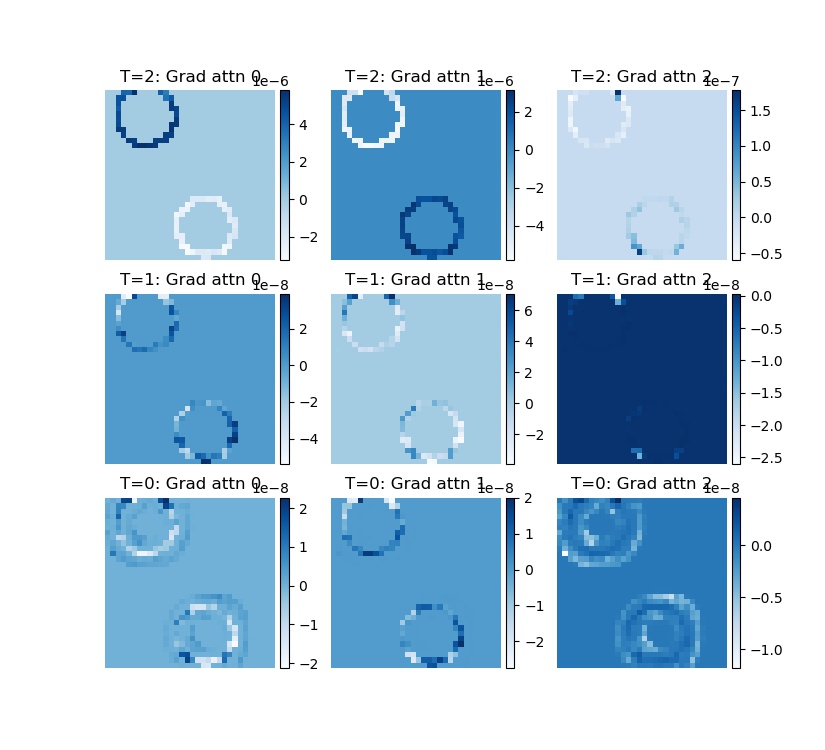 T=2: Grad attn 0
1e−6
4
2
0
−2
T=2: Grad attn 1
1e−6
2
0
−2
−4
T=2: Grad attn 2
1e−7
1.5
1.0
0.5
0.0
−0.5
T=1: Grad attn 0
1e−8
2
0
−2
−4
T=1: Grad attn 1
1e−8
6
4
2
0
−2
T=1: Grad attn 2
1e−8
0.0
−0.5
−1.0
−1.5
−2.0
−2.5
T=0: Grad attn 0
1e−8
2
1
0
−1
−2
T=0: Grad attn 1
1e−8
2
1
0
−1
−2
T=0: Grad attn 2
1e−8
0.0
−0.5
−1.0